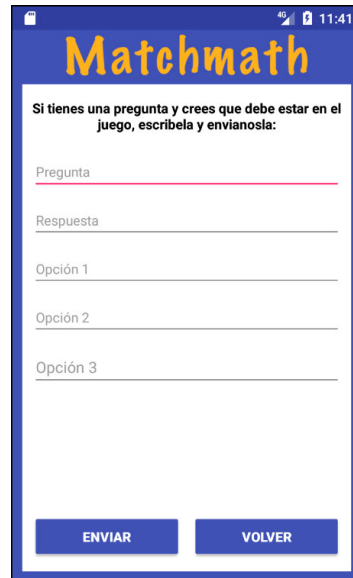 4G 11:41
Matchmath
Si tienes una pregunta y crees que debe estar en el
juego, escribela y envianosla:
Pregunta
Respuesta
Opción 1
Opción 2
Opción 3
ENVIAR VOLVER